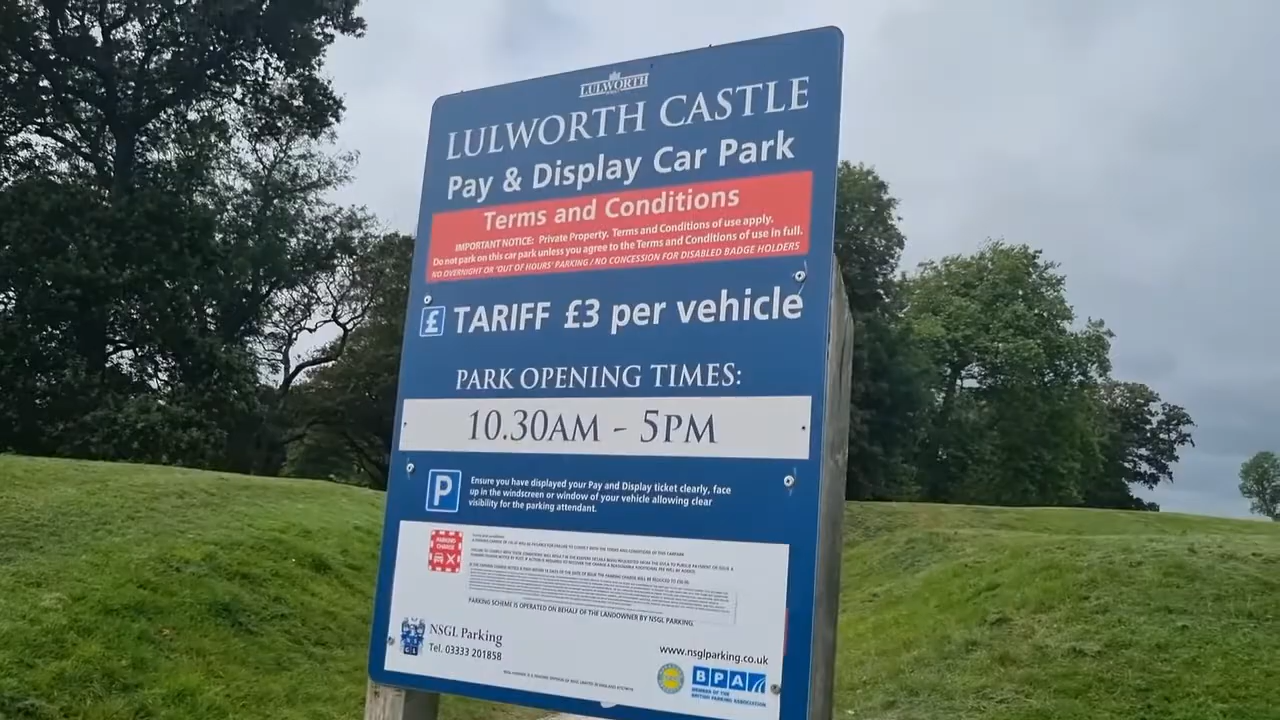 LULWORTH
LULWORTH CASTLE
Pay & Display Car Park
Terms and Conditions
IMPORTANT NOTICE: Private Property. Terms and Conditions of use apply.
Do not park on this car park unless you agree to the Terms and Conditions of use in full.
NO OVERNIGHT OR 'OUT OF HOURS' PARKING / NO CONCESSION FOR DISABLED BADGE HOLDERS
£ TARIFF £3 per vehicle
PARK OPENING TIMES:
10.30AM - 5PM
P
Ensure you have displayed your Pay and Display ticket clearly, face
up in the windscreen or window of your vehicle allowing clear
visibility for the parking attendant.
PARKING
CHARGE
PARKING SCHEME IS OPERATED ON BEHALF OF THE LANDOWNER BY NSGL PARKING.
NSGL Parking
Tel. 03333 201858
www.nsglparking.co.uk
BPA
MEMBER OF THE
BRITISH PARKING ASSOCIATION